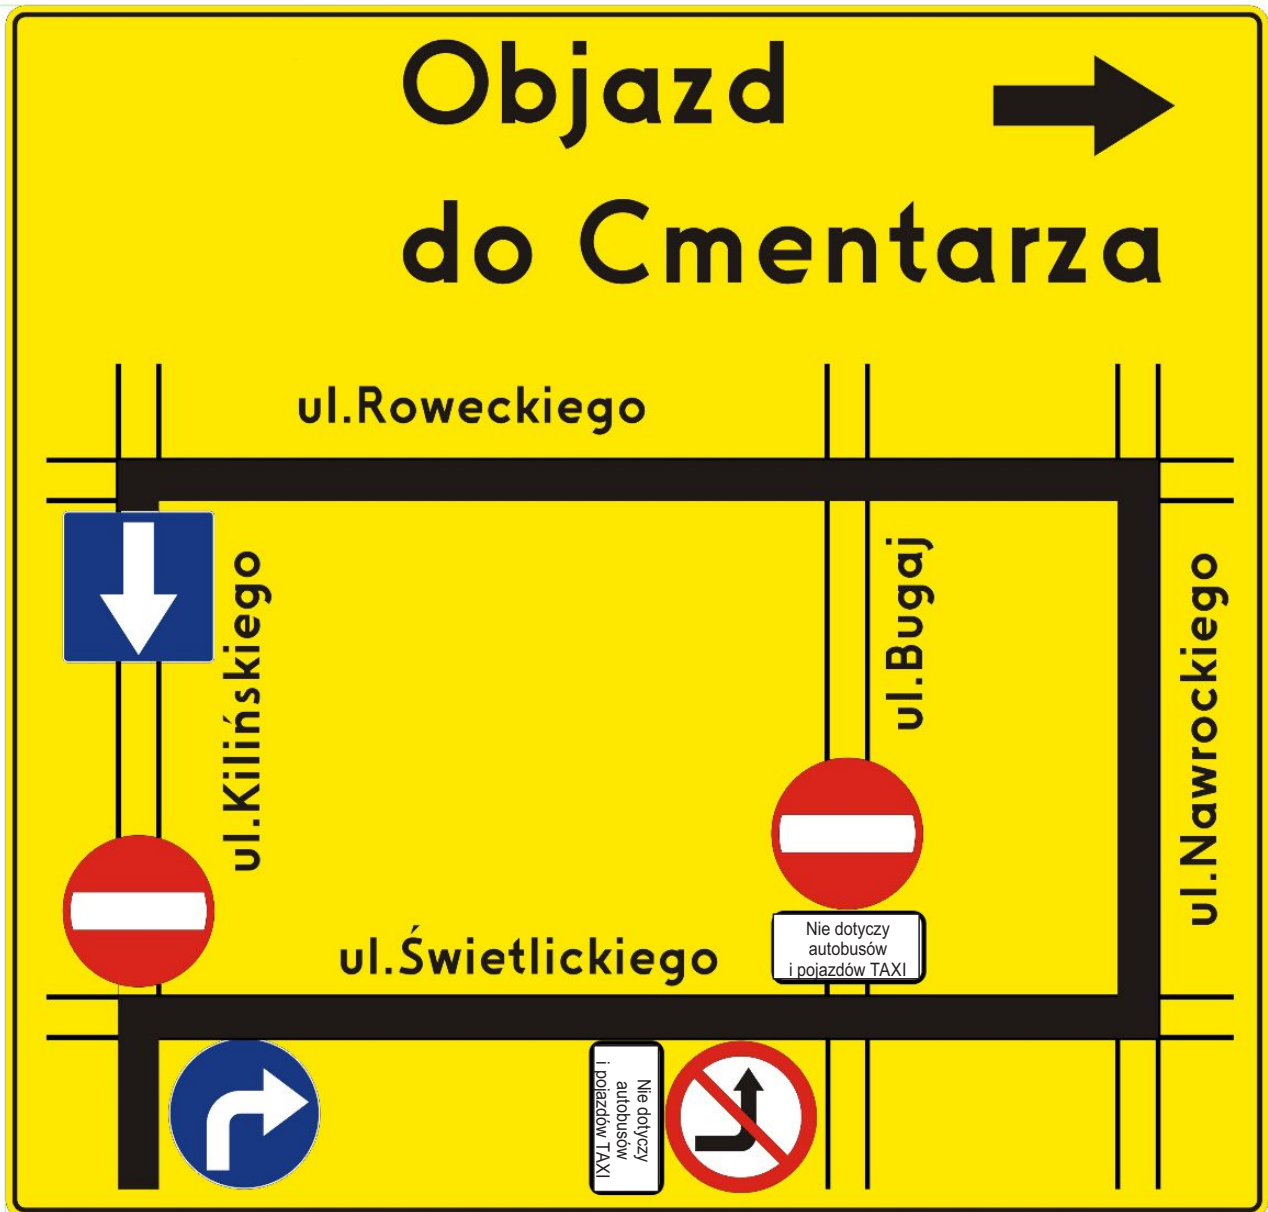 Objazd
do Cmentarza
ul.Roweckiego
ul.Kilińskiego
ul.Bugaj
ul.Nawrockiego
ul.Świetlickiego
Nie dotyczy
autobusów
i pojazdów TAXI
Nie dotyczy
autobusów
i pojazdów TAXI